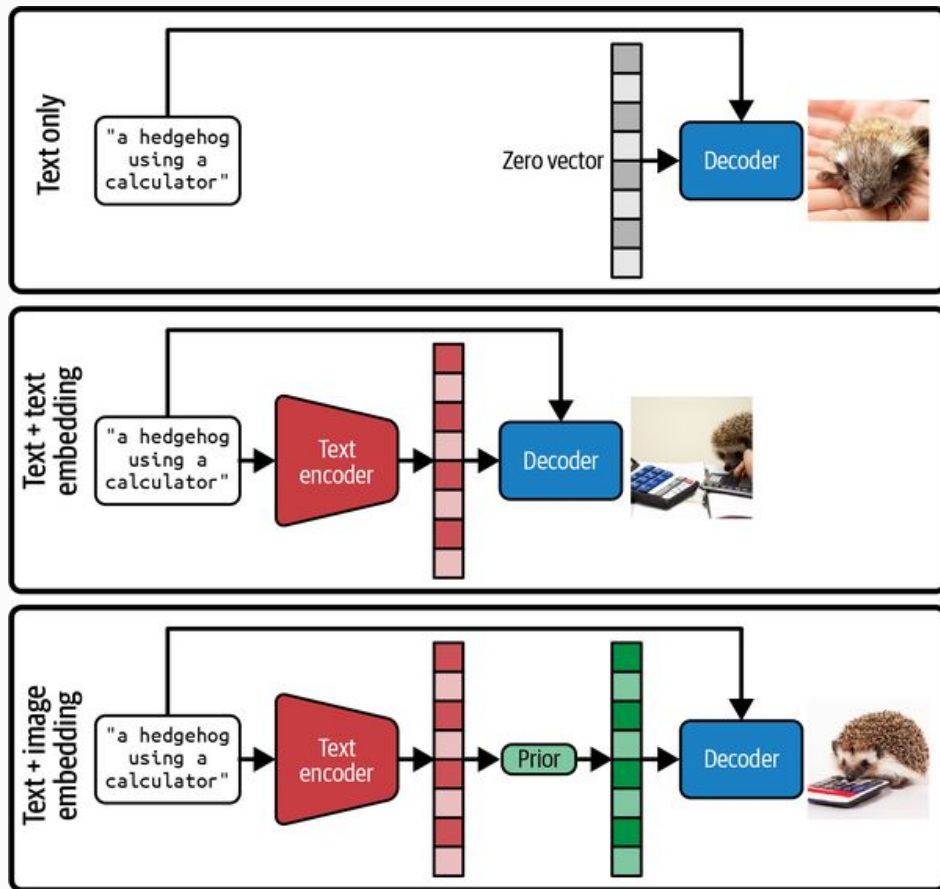 Text only
"a hedgehog
using a
calculator"
Zero vector
Decoder
Text + text
embedding
"a hedgehog
using a
calculator"
Text
encoder
Decoder
Text + image
embedding
"a hedgehog
using a
calculator"
Text
encoder
Prior
Decoder